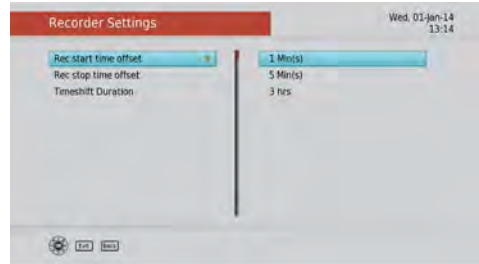 Recorder Settings
Wed, 01-Jan-14
13:14
Rec start time offset
1 Min(s)
Rec stop time offset
5 Min(s)
Timeshift Duration
3 hrs
Exit
Back